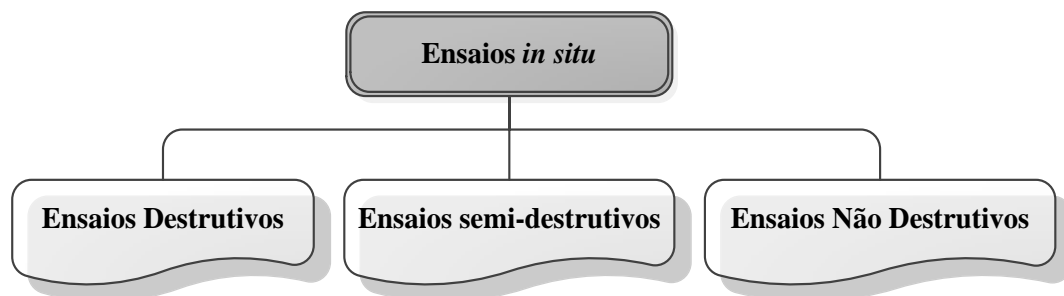 Ensaios in situ
Ensaios Destrutivos
Ensaios semi-destrutivos
Ensaios Não Destrutivos